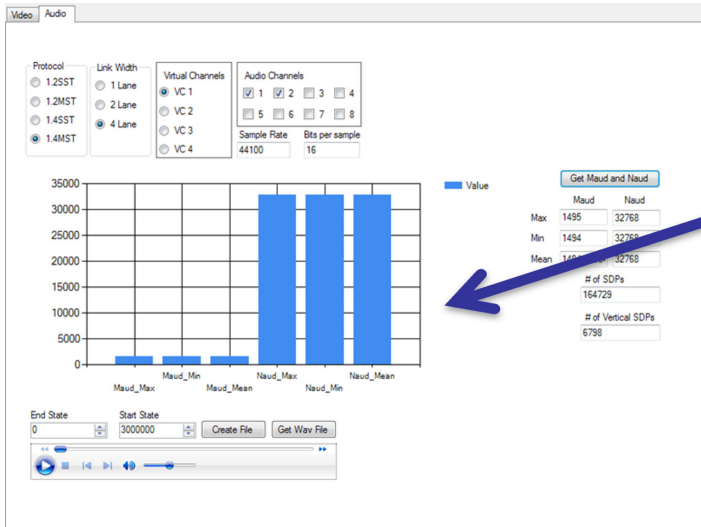 Video Audio
Protocol
1.2SST
1.2MST
1.4SST
1.4MST
Link Width
1 Lane
2 Lane
4 Lane
Virtual Channels
VC 1
VC 2
VC 3
VC 4
Audio Channels
1 2 3 4
5 6 7 8
Sample Rate Bits per sample
44100 16
35000
30000
25000
20000
15000
10000
5000
0
Maud_Min Naud_Max Naud_Mean
Maud_Max Maud_Mean Naud_Min
Value
Get Maud and Naud
Maud Naud
Max 1495 32768
Min 1494 32768
Mean 32768
# of SDPs
164729
# of Vertical SDPs
6798
End State Start State
0 3000000 Create File Get Wav File